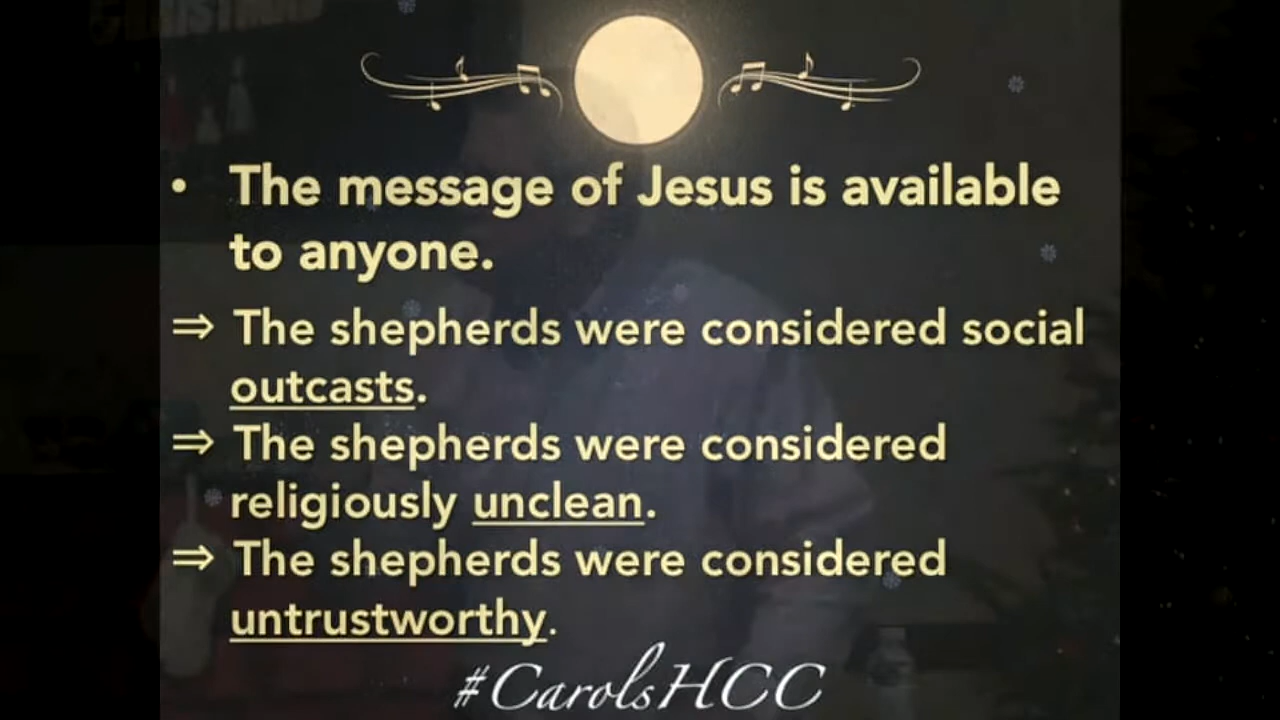 CHRISTMAS
• The message of Jesus is available
to anyone.
⇒ The shepherds were considered social
outcasts.
⇒ The shepherds were considered
religiously unclean.
⇒ The shepherds were considered
untrustworthy.
#CarolsHCC